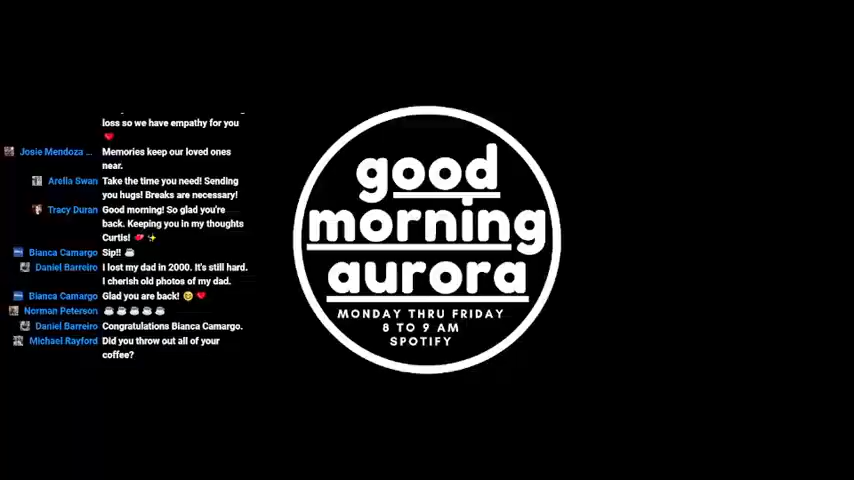 loss so we have empathy for you
❤️
Josie Mendoza ... Memories keep our loved ones
near.
Arelia Swan Take the time you need! Sending
you hugs! Breaks are necessary!
Tracy Duran Good morning! So glad you're
back. Keeping you in my thoughts
Curtis! ❤️ ✨
Bianca Camargo Sip!! ☕
Daniel Barreiro I lost my dad in 2000. It's still hard.
I cherish old photos of my dad.
Bianca Camargo Glad you are back! 🥹 ❤️
Norman Peterson ☕☕☕☕☕
Daniel Barreiro Congratulations Bianca Camargo.
Michael Rayford Did you throw out all of your
coffee?
good
morning
aurora
MONDAY THRU FRIDAY
8 TO 9 AM
SPOTIFY